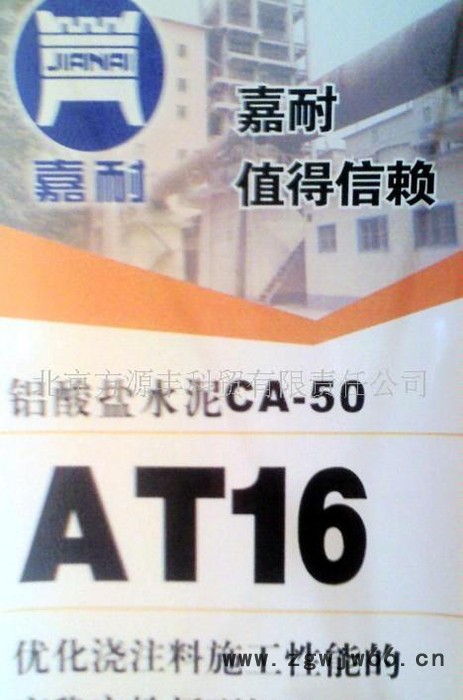 JIANAI
嘉耐
嘉耐
值得信赖
北京方源丰科贸有限责任公司
铝酸盐水泥CA-50
AT16
优化浇注料施工性能的
www.zgwjwqq.cn